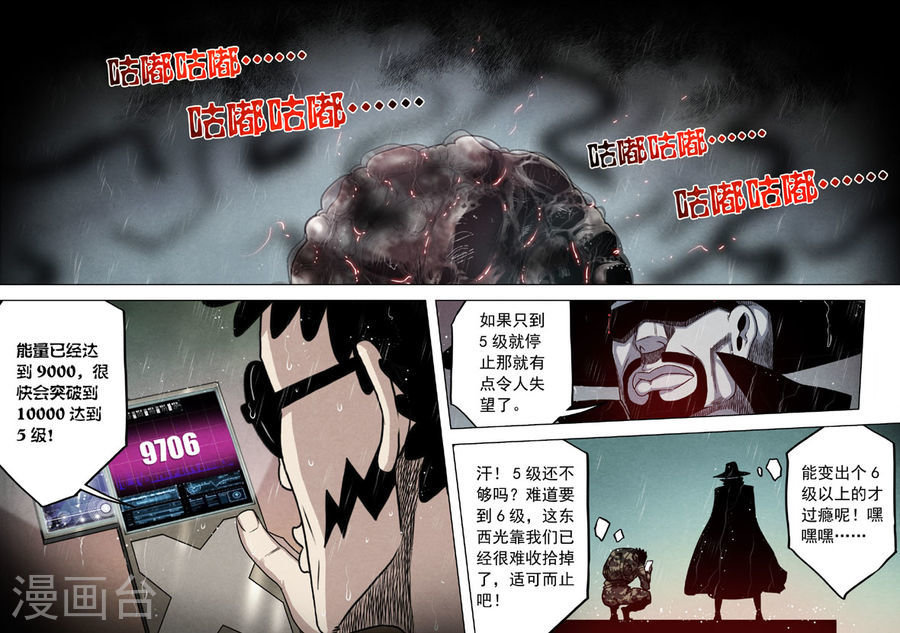 咕嘟咕嘟……
咕嘟咕嘟……
咕嘟咕嘟……
咕嘟咕嘟……
能量已经达
到9000，很
快会突破到
10000达到
5级！
9706
如果只到
5级就停
止那就有
点令人失
望了。
汗！5级还不
够吗？难道要
到6级，这东
西光靠我们已
经很难收拾掉
了，适可而止
吧！
能变出个6
级以上的才
过瘾呢！嘿
嘿嘿……
漫画台